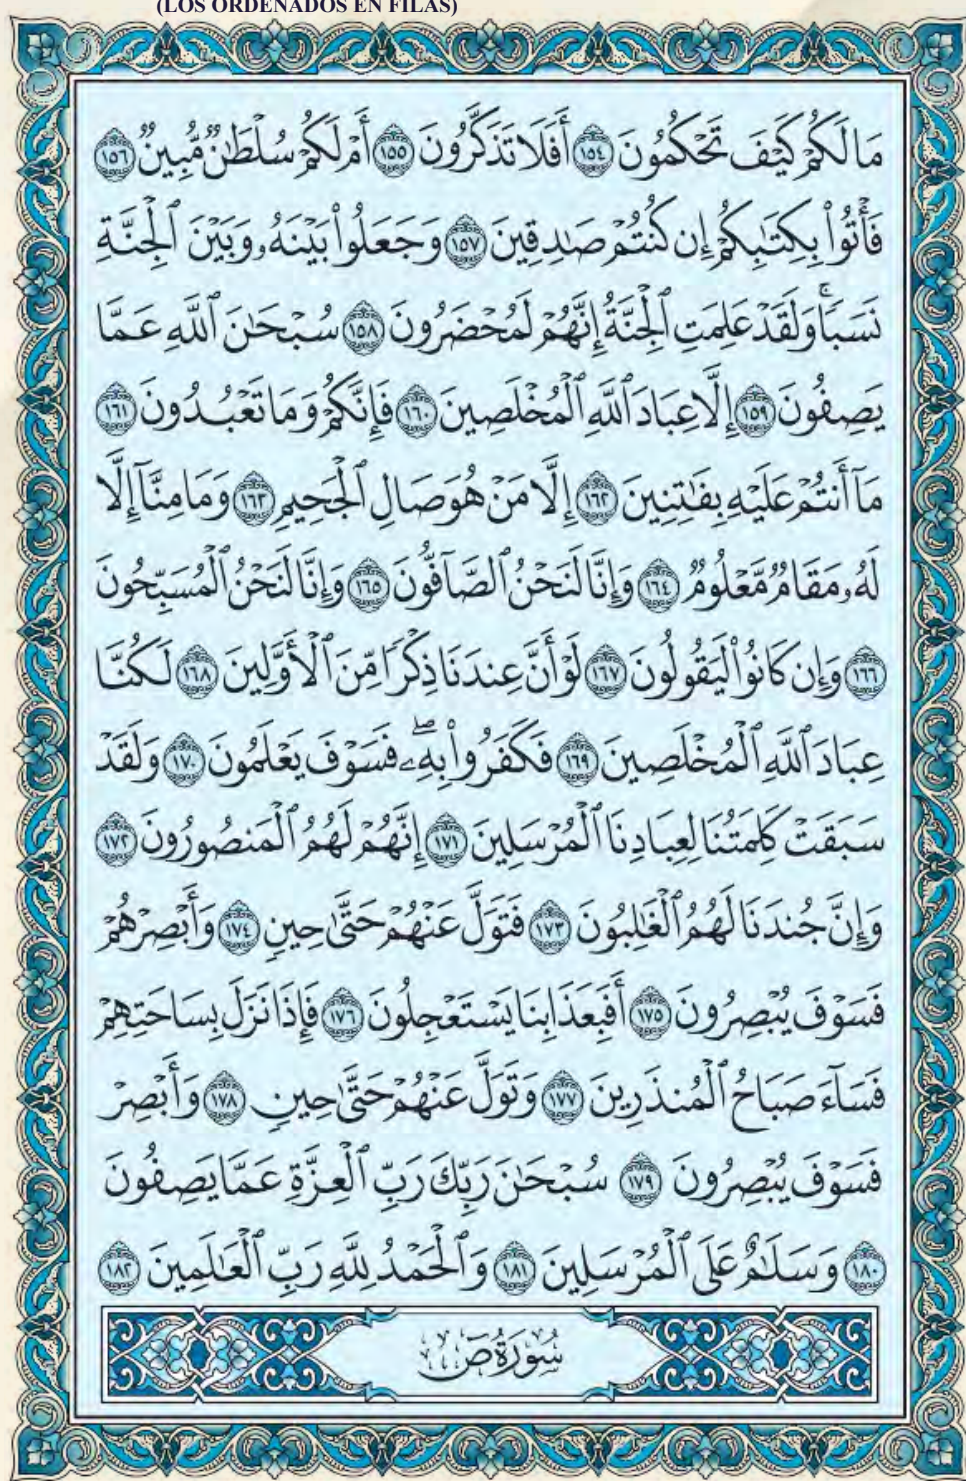 (LOS ORDENADOS EN FILAS)
مَا لَكُمْ كَيْفَ تَحْكُمُونَ ١٥٤ أَفَلَا تَذَكَّرُونَ ١٥٥ أَمْ لَكُمْ سُلْطَٰنٌ مُّبِينٌ ١٥٦
فَأْتُوا۟ بِكِتَٰبِكُمْ إِن كُنتُمْ صَٰدِقِينَ ١٥٧ وَجَعَلُوا۟ بَيْنَهُۥ وَبَيْنَ ٱلْجِنَّةِ
نَسَبًا ۚ وَلَقَدْ عَلِمَتِ ٱلْجِنَّةُ إِنَّهُمْ لَمُحْضَرُونَ ١٥٨ سُبْحَٰنَ ٱللَّهِ عَمَّا
يَصِفُونَ ١٥٩ إِلَّا عِبَادَ ٱللَّهِ ٱلْمُخْلَصِينَ ١٦٠ فَإِنَّكُمْ وَمَا تَعْبُدُونَ ١٦١
مَآ أَنتُمْ عَلَيْهِ بِفَٰتِنِينَ ١٦٢ إِلَّا مَنْ هُوَ صَالِ ٱلْجَحِيمِ ١٦٣ وَمَا مِنَّآ إِلَّا
لَهُۥ مَقَامٌ مَّعْلُومٌ ١٦٤ وَإِنَّا لَنَحْنُ ٱلصَّآفُّونَ ١٦٥ وَإِنَّا لَنَحْنُ ٱلْمُسَبِّحُونَ
١٦٦ وَإِن كَانُوا۟ لَيَقُولُونَ ١٦٧ لَوْ أَنَّ عِندَنَا ذِكْرًا مِّنَ ٱلْأَوَّلِينَ ١٦٨ لَكُنَّا
عِبَادَ ٱللَّهِ ٱلْمُخْلَصِينَ ١٦٩ فَكَفَرُوا۟ بِهِۦ ۖ فَسَوْفَ يَعْلَمُونَ ١٧٠ وَلَقَدْ
سَبَقَتْ كَلِمَتُنَا لِعِبَادِنَا ٱلْمُرْسَلِينَ ١٧١ إِنَّهُمْ لَهُمُ ٱلْمَنصُورُونَ ١٧٢
وَإِنَّ جُندَنَا لَهُمُ ٱلْغَٰلِبُونَ ١٧٣ فَتَوَلَّ عَنْهُمْ حَتَّىٰ حِينٍ ١٧٤ وَأَبْصِرْهُمْ
فَسَوْفَ يُبْصِرُونَ ١٧٥ أَفَبِعَذَابِنَا يَسْتَعْجِلُونَ ١٧٦ فَإِذَا نَزَلَ بِسَاحَتِهِمْ
فَسَآءَ صَبَاحُ ٱلْمُنذَرِينَ ١٧٧ وَتَوَلَّ عَنْهُمْ حَتَّىٰ حِينٍ ١٧٨ وَأَبْصِرْ
فَسَوْفَ يُبْصِرُونَ ١٧٩ سُبْحَٰنَ رَبِّكَ رَبِّ ٱلْعِزَّةِ عَمَّا يَصِفُونَ
١٨٠ وَسَلَٰمٌ عَلَى ٱلْمُرْسَلِينَ ١٨١ وَٱلْحَمْدُ لِلَّهِ رَبِّ ٱلْعَٰلَمِينَ ١٨٢
سُورَةُ صٓ